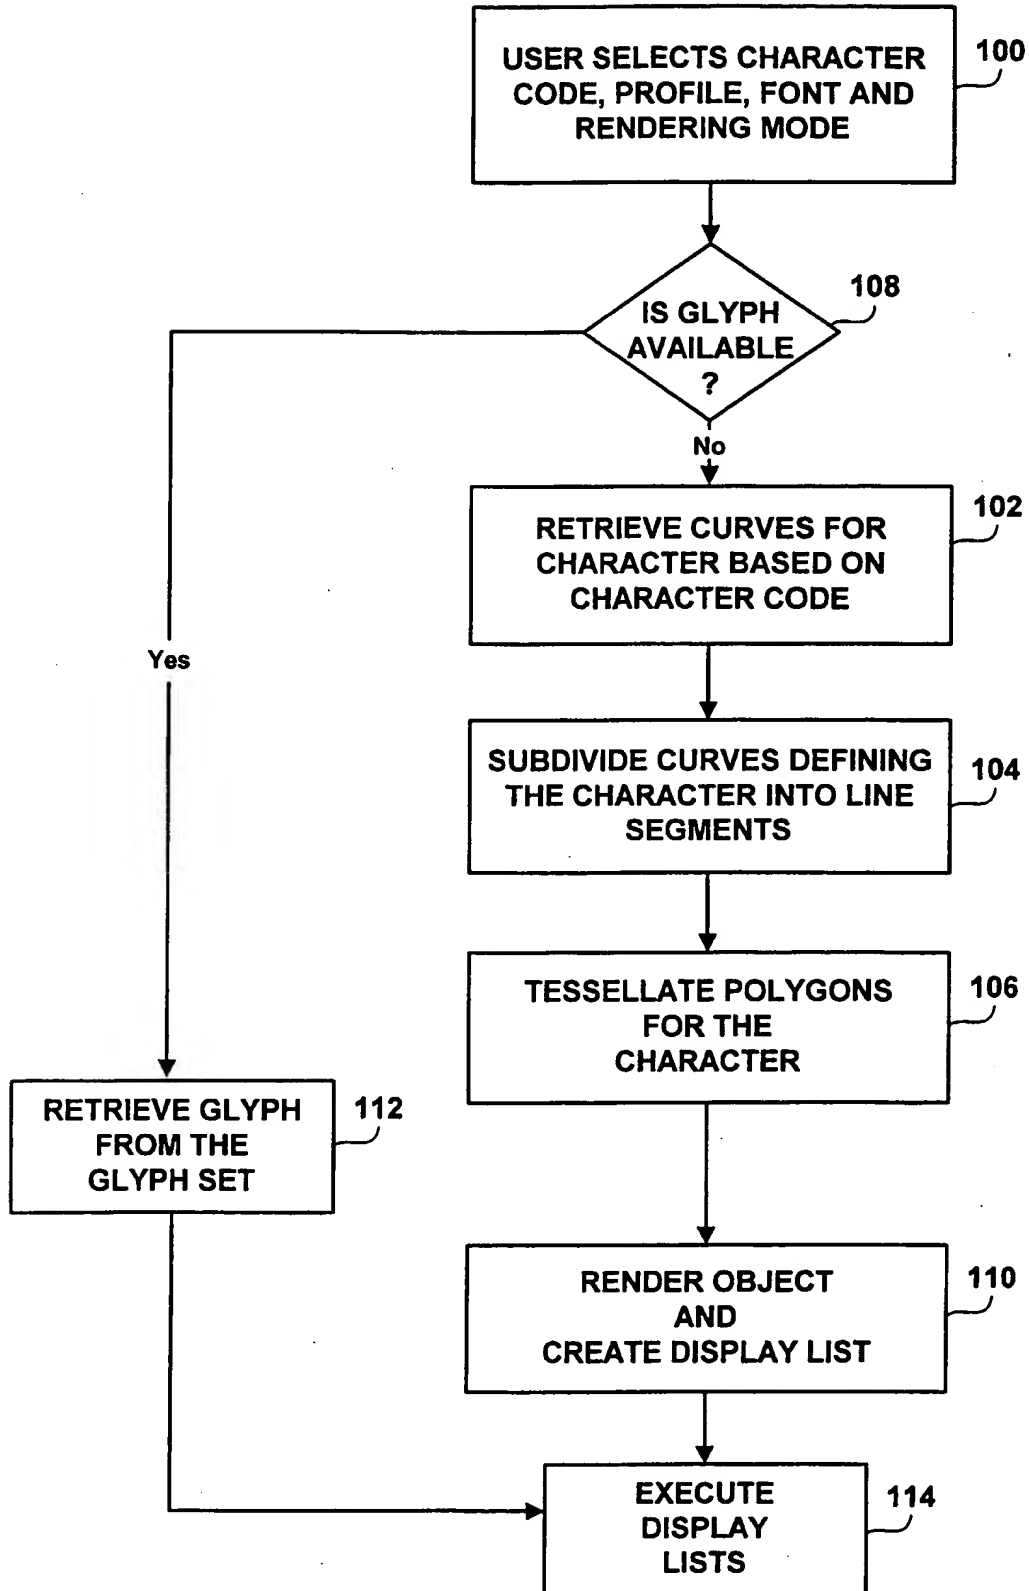 USER SELECTS CHARACTER
CODE, PROFILE, FONT AND
RENDERING MODE
100
IS GLYPH
AVAILABLE
?
108
No
RETRIEVE CURVES FOR
CHARACTER BASED ON
CHARACTER CODE
102
Yes
SUBDIVIDE CURVES DEFINING
THE CHARACTER INTO LINE
SEGMENTS
104
TESSELLATE POLYGONS
FOR THE
CHARACTER
106
RETRIEVE GLYPH
FROM THE
GLYPH SET
112
RENDER OBJECT
AND
CREATE DISPLAY LIST
110
EXECUTE
DISPLAY
LISTS
114